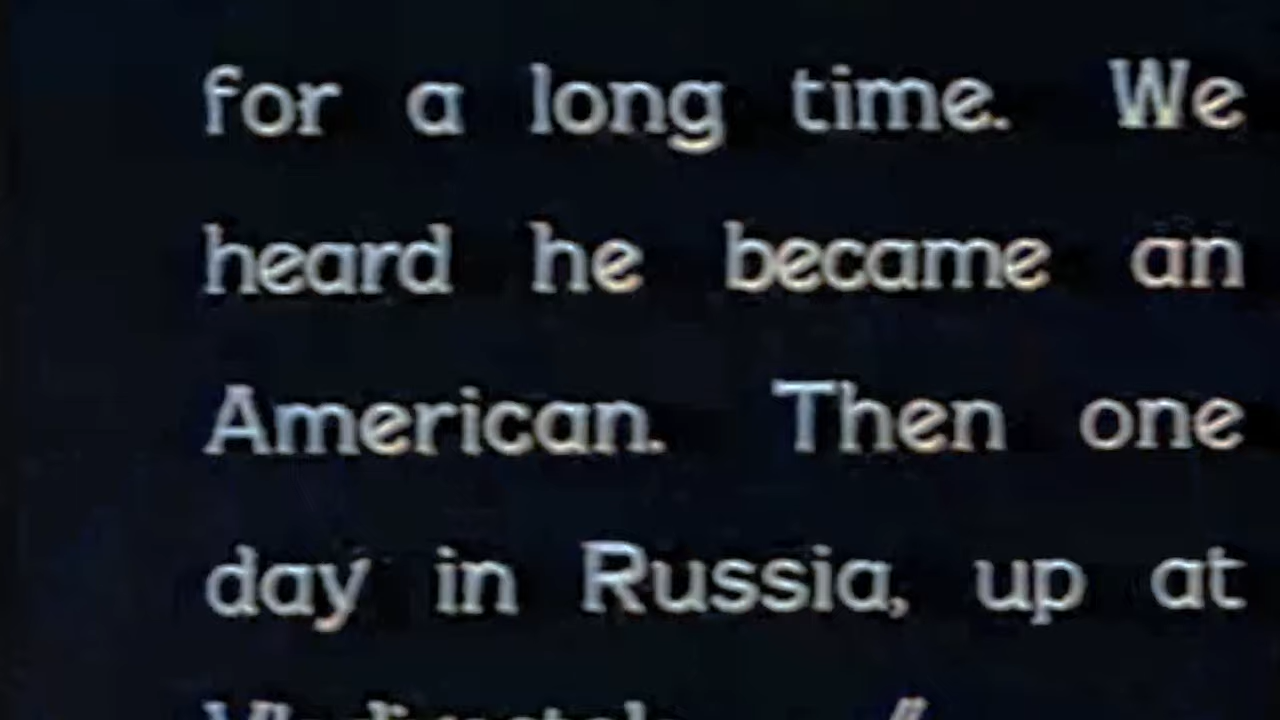 for a long time. We
heard he became an
American. Then one
day in Russia, up at